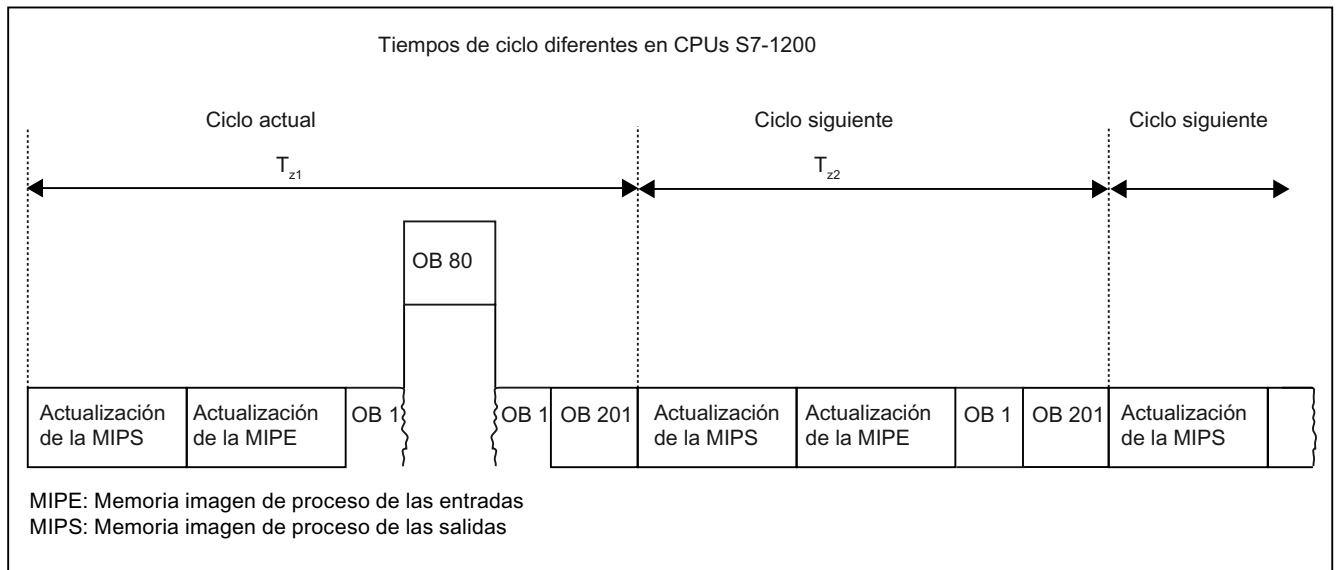 Tiempos de ciclo diferentes en CPUs S7-1200
Ciclo actual
Ciclo siguiente
Ciclo siguiente
Tz1
Tz2
OB 80
Actualización
de la MIPS
Actualización
de la MIPE
OB 1
OB 1
OB 201
Actualización
de la MIPS
Actualización
de la MIPE
OB 1
OB 201
Actualización
de la MIPS
MIPE: Memoria imagen de proceso de las entradas
MIPS: Memoria imagen de proceso de las salidas